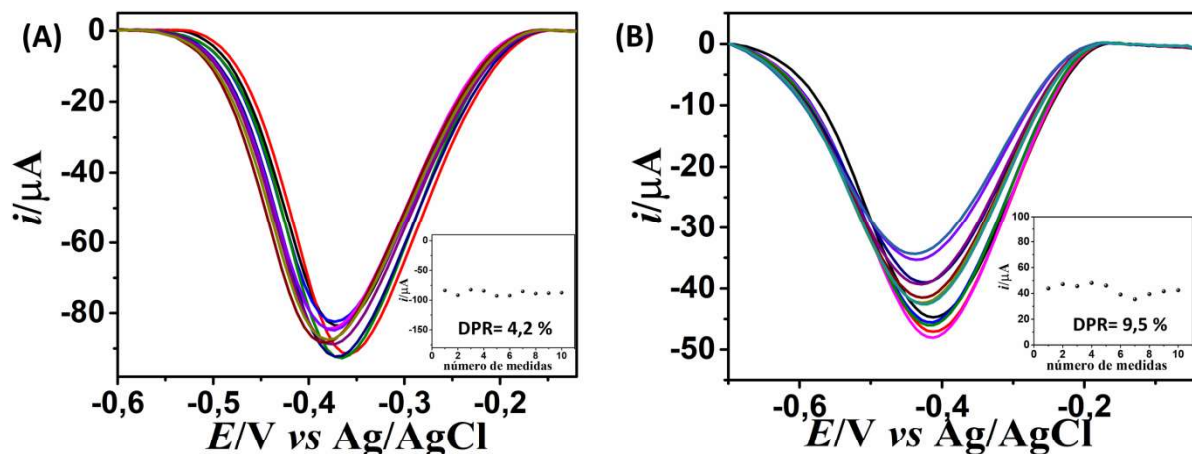 (A)
0
-20
-40
-60
-80
i/µA
-0,6 -0,5 -0,4 -0,3 -0,2
E/V vs Ag/AgCl
0
-50
-100
-150
i/µA
DPR= 4,2 %
0 2 4 6 8 10
número de medidas
(B)
0
-10
-20
-30
-40
-50
i/µA
-0,6 -0,4 -0,2
E/V vs Ag/AgCl
100
80
60
40
20
0
i/µA
DPR= 9,5 %
0 2 4 6 8 10
número de medidas